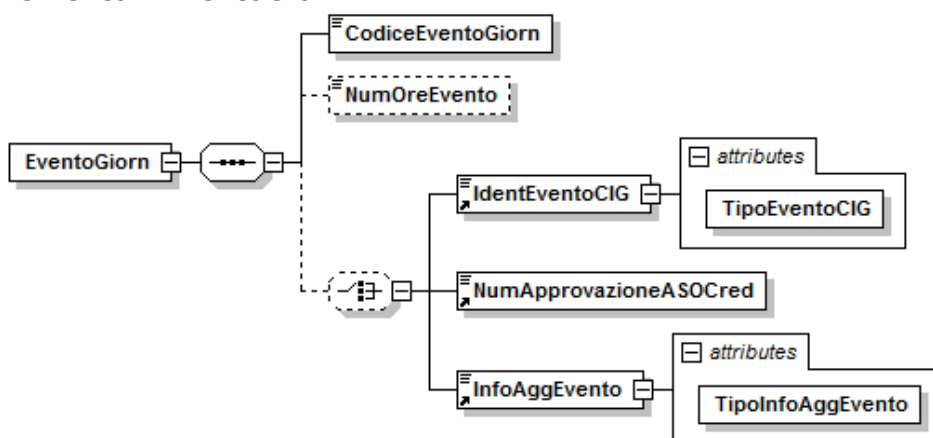 CodiceEventoGiorn
NumOreEvento
EventoGiorn
attributes
IdentEventoCIG
TipoEventoCIG
NumApprovazioneASOCred
attributes
InfoAggEvento
TipoInfoAggEvento